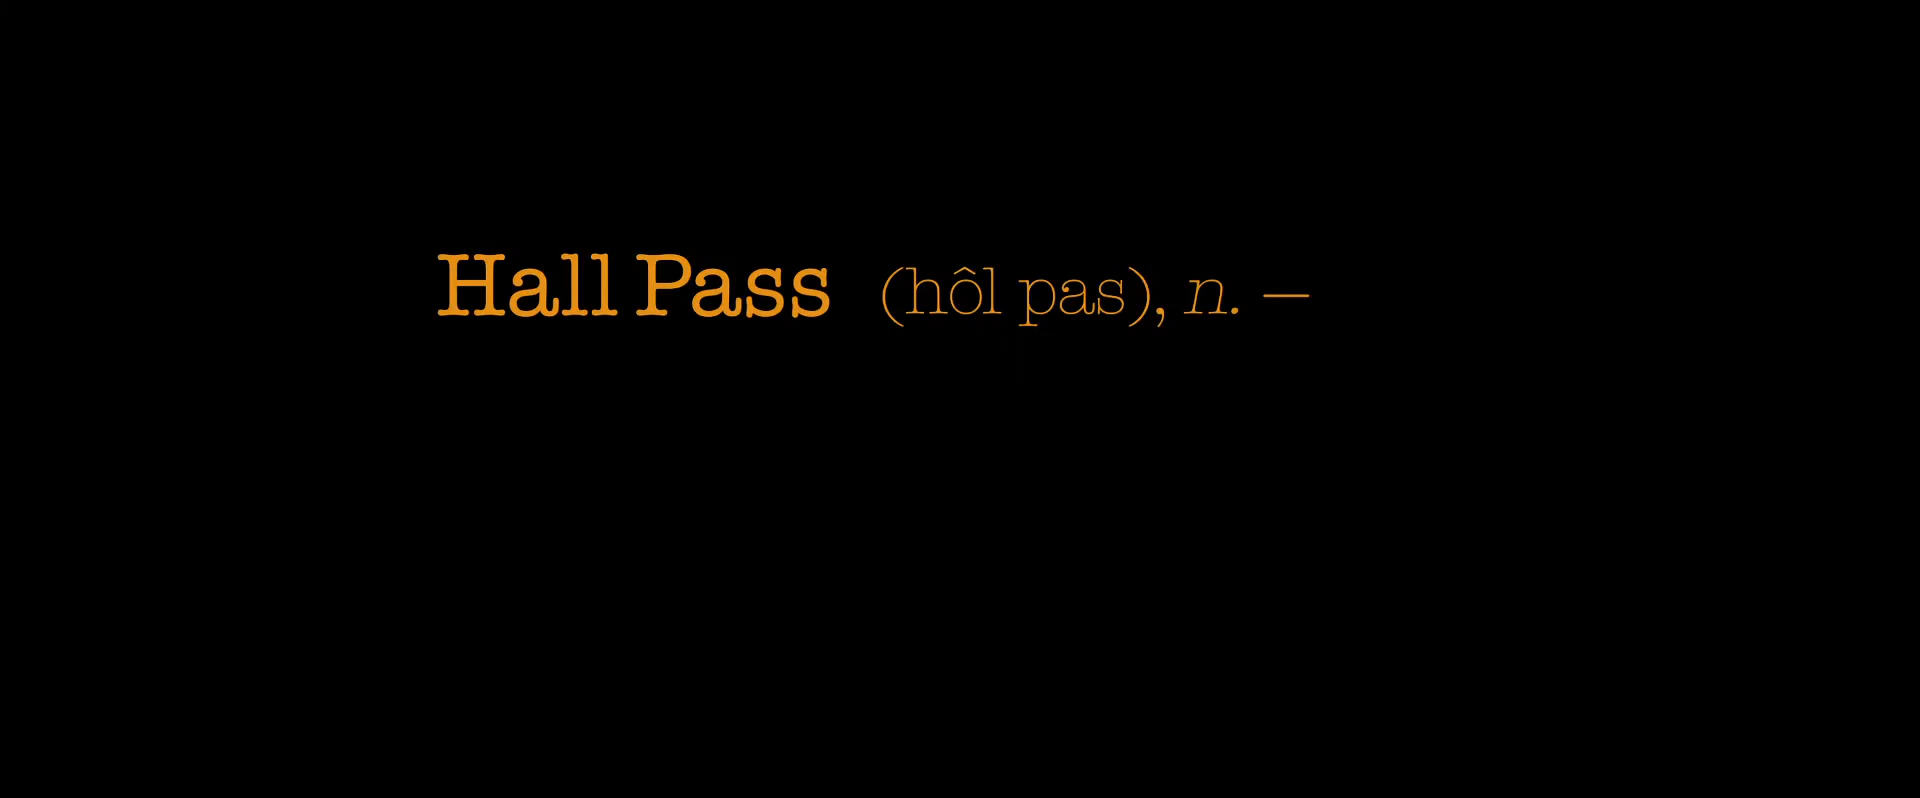 Hall Pass (hôl pas), n. –